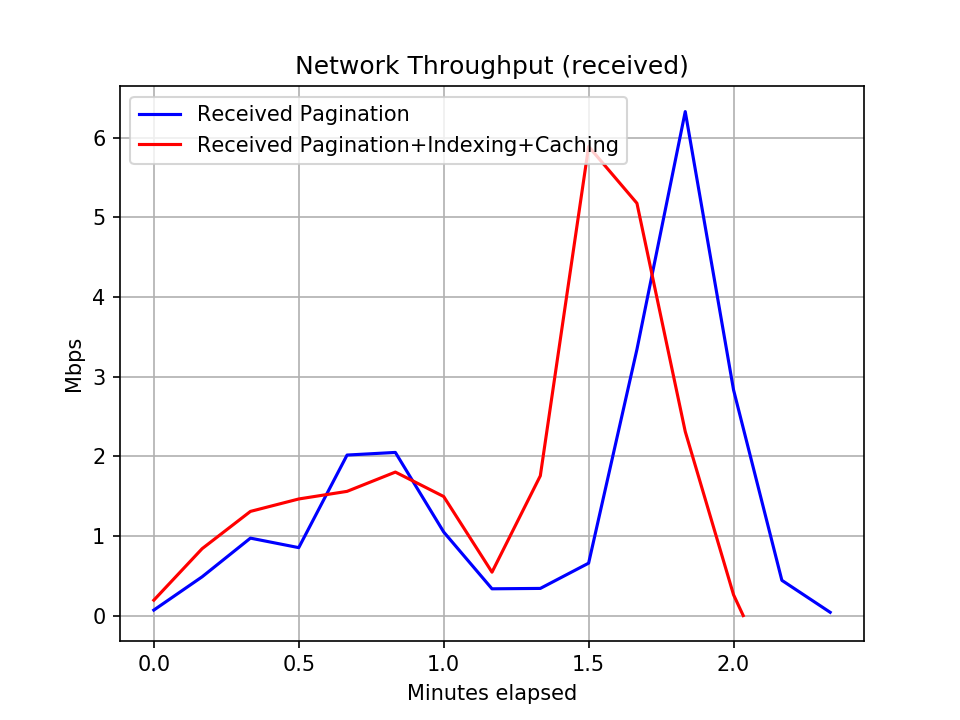 Network Throughput (received)
Received Pagination
Received Pagination+Indexing+Caching
6
5
4
3
2
1
0
Mbps
0.0 0.5 1.0 1.5 2.0
Minutes elapsed